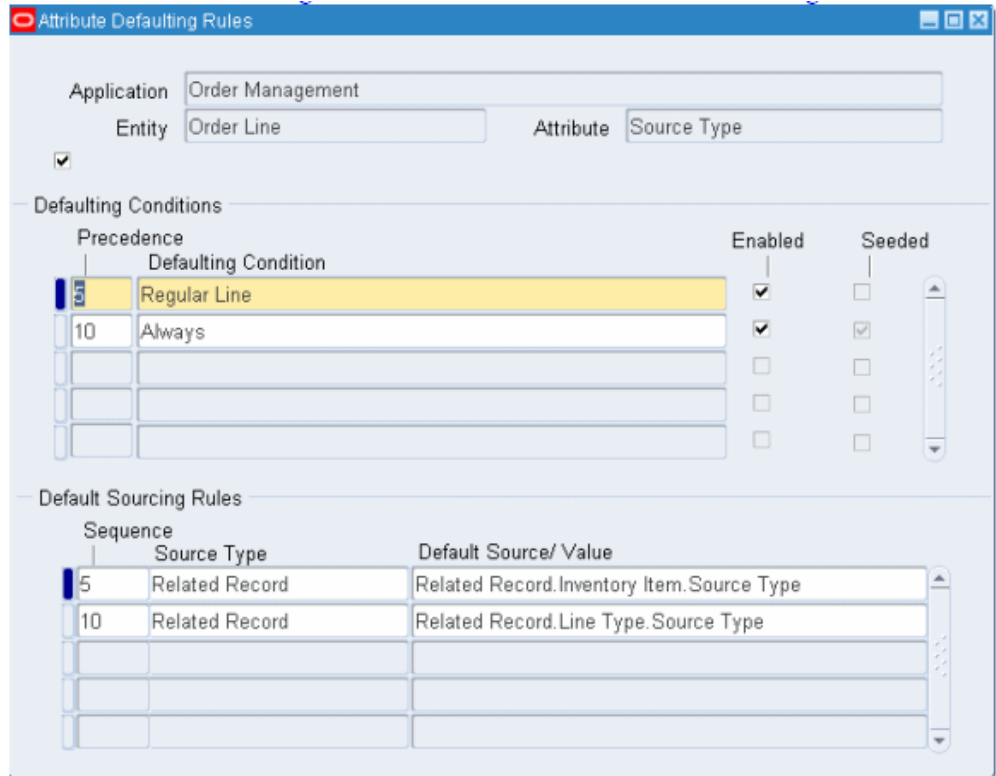 Attribute Defaulting Rules
Application Order Management
Entity Order Line Attribute Source Type
Defaulting Conditions
Precedence
Defaulting Condition Enabled Seeded
5 Regular Line
10 Always
Default Sourcing Rules
Sequence
Source Type Default Source/ Value
5 Related Record Related Record.Inventory Item.Source Type
10 Related Record Related Record.Line Type.Source Type